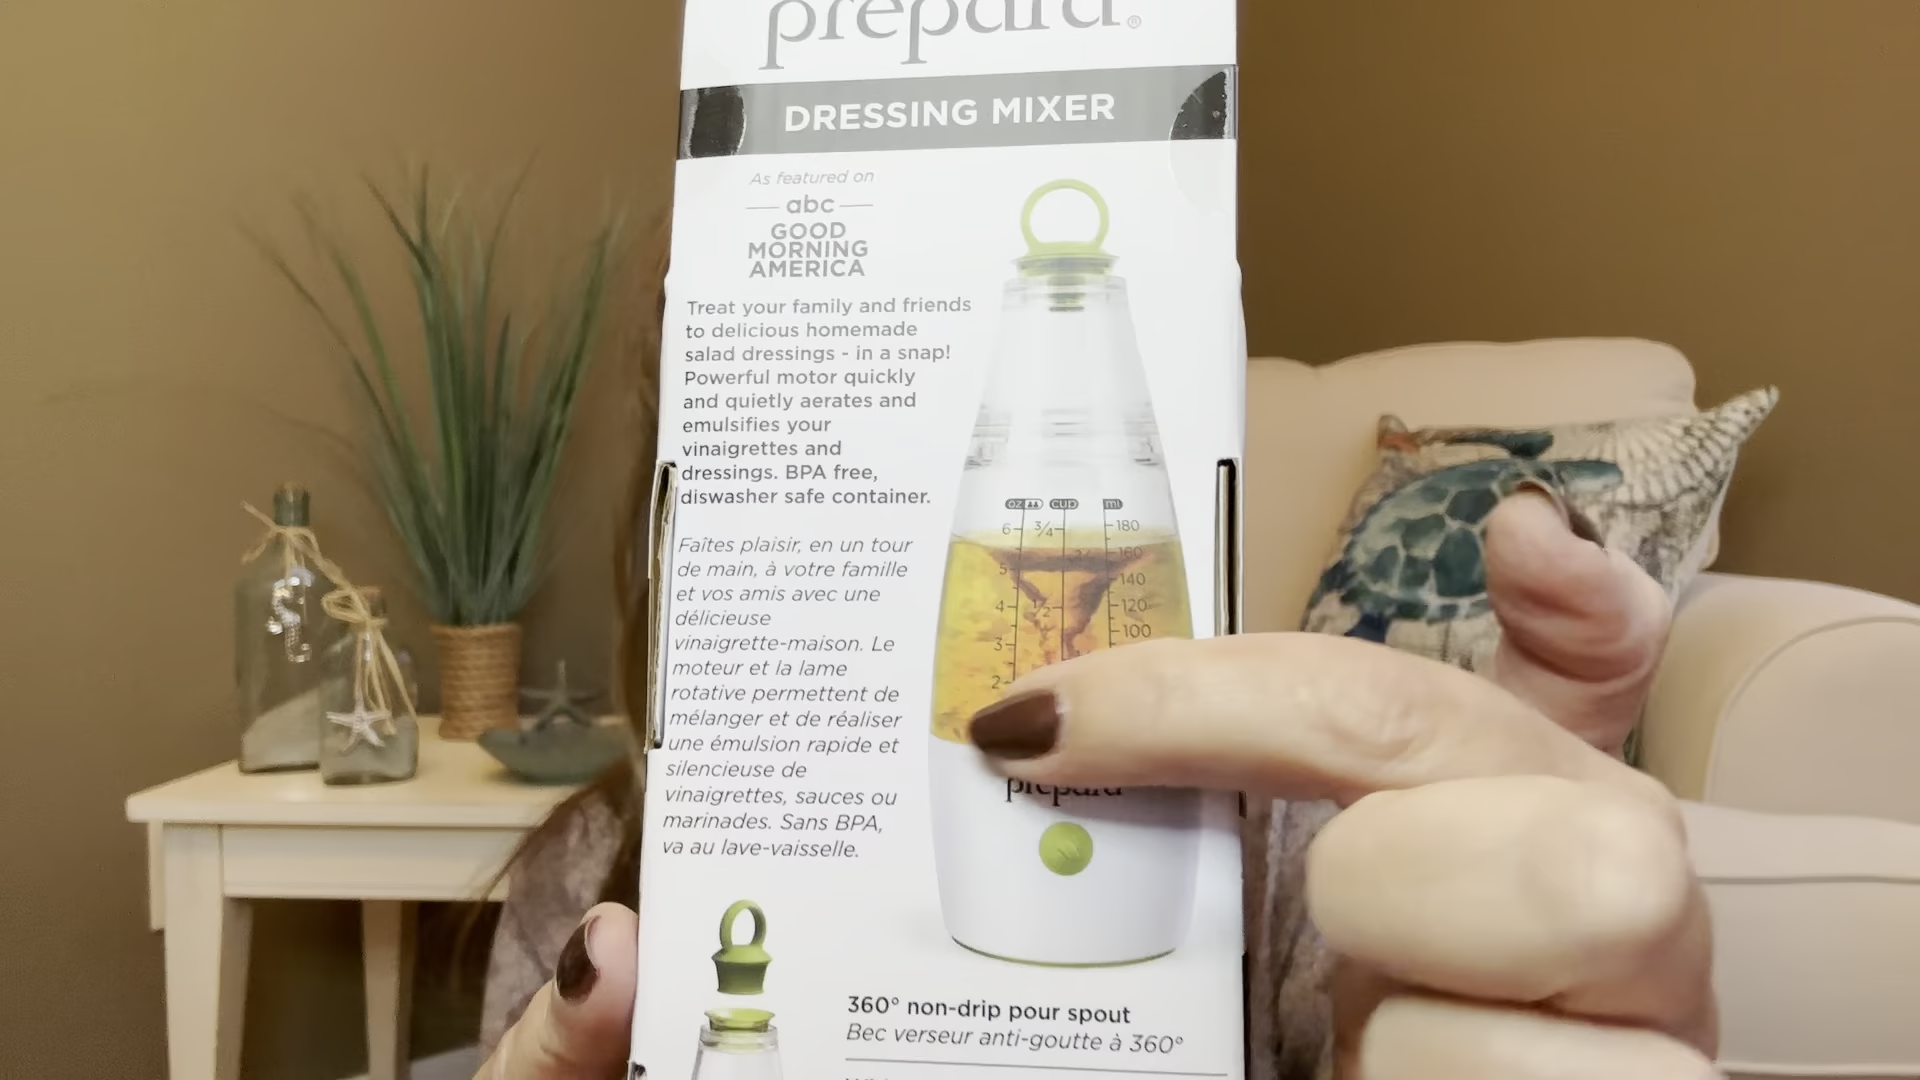 prepara®
DRESSING MIXER
As featured on
abc
GOOD
MORNING
AMERICA
Treat your family and friends
to delicious homemade
salad dressings - in a snap!
Powerful motor quickly
and quietly aerates and
emulsifies your
vinaigrettes and
dressings. BPA free,
diswasher safe container.
Faîtes plaisir, en un tour
de main, à votre famille
et vos amis avec une
délicieuse
vinaigrette-maison. Le
moteur et la lame
rotative permettent de
mélanger et de réaliser
une émulsion rapide et
silencieuse de
vinaigrettes, sauces ou
marinades. Sans BPA,
va au lave-vaisselle.
oz cup ml
6 3/4 180
160
5
140
4 1/2 120
100
3
2
prepara
360° non-drip pour spout
Bec verseur anti-goutte à 360°